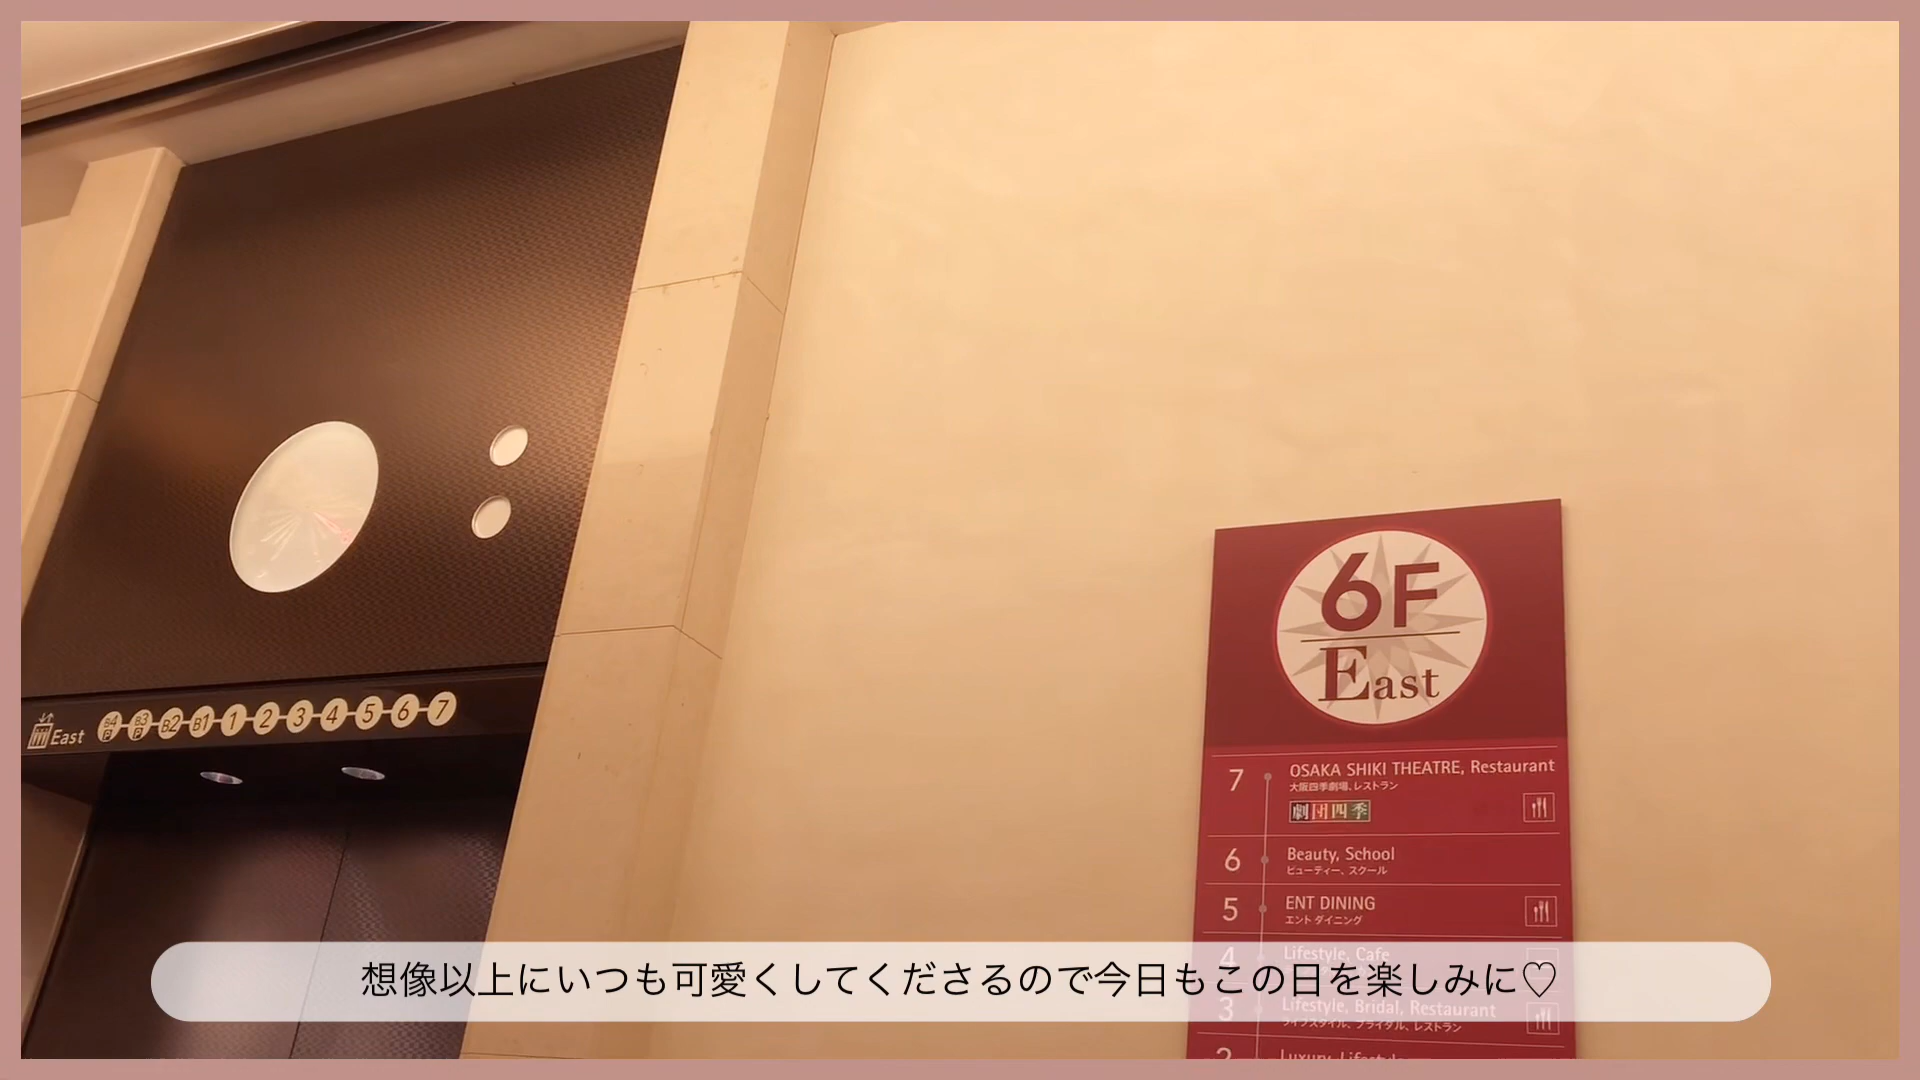 East B4 P B3 P B2 B1 1 2 3 4 5 6 7
6F
East
7 OSAKA SHIKI THEATRE, Restaurant
大阪四季劇場、レストラン
劇団四季
6 Beauty, School
ビューティー、スクール
5 ENT DINING
エント ダイニング
4 Lifestyle, Cafe
想像以上にいつも可愛くしてくださるので今日もこの日を楽しみに♡
3 Lifestyle, Bridal, Restaurant
ライフスタイル、ブライダル、レストラン
2 Luxury, Lifestyle